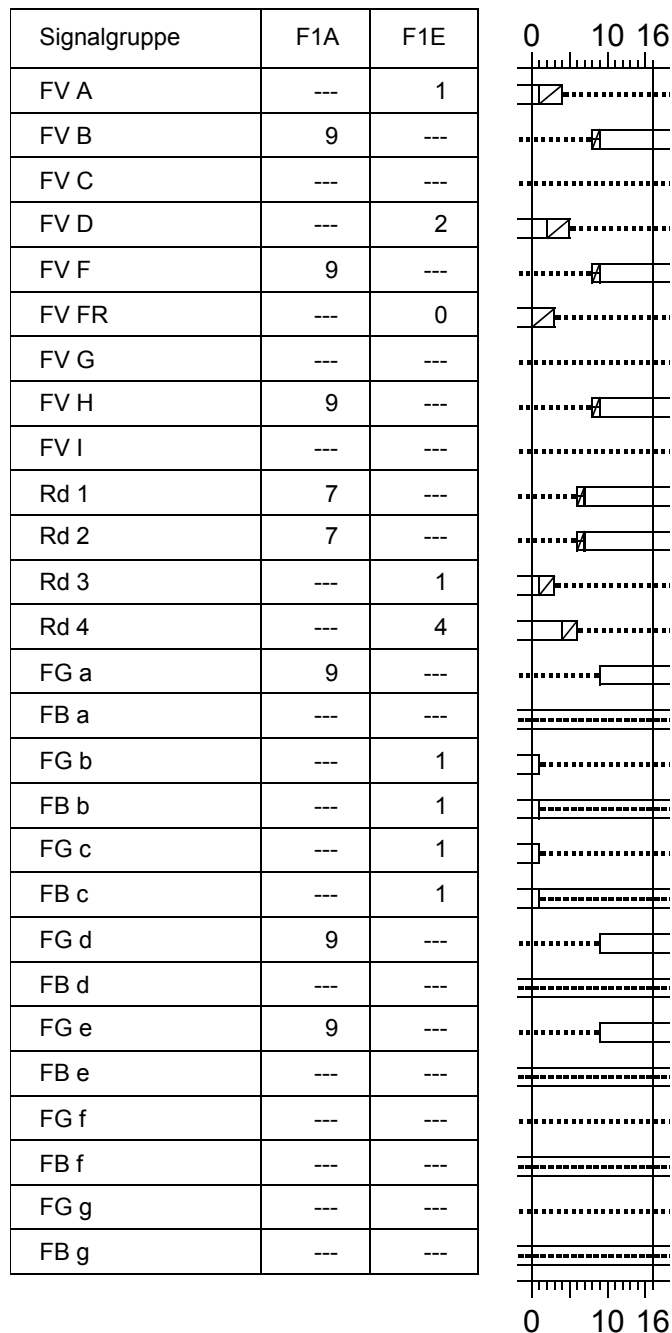 Signalgruppe F1A F1E 0 10 16
FV A --- 1
FV B 9 ---
FV C --- ---
FV D --- 2
FV F 9 ---
FV FR --- 0
FV G --- ---
FV H 9 ---
FV I --- ---
Rd 1 7 ---
Rd 2 7 ---
Rd 3 --- 1
Rd 4 --- 4
FG a 9 ---
FB a --- ---
FG b --- 1
FB b --- 1
FG c --- 1
FB c --- 1
FG d 9 ---
FB d --- ---
FG e 9 ---
FB e --- ---
FG f --- ---
FB f --- ---
FG g --- ---
FB g --- ---
0 10 16